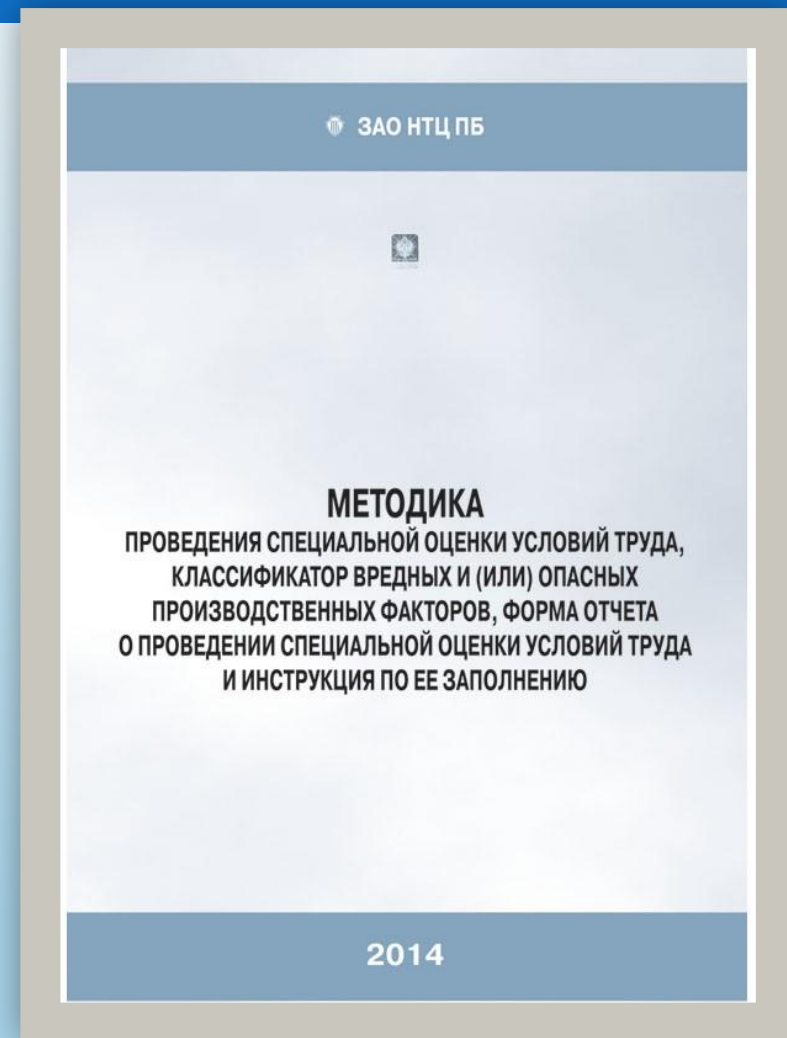 ЗАО НТЦ ПБ
МЕТОДИКА
ПРОВЕДЕНИЯ СПЕЦИАЛЬНОЙ ОЦЕНКИ УСЛОВИЙ ТРУДА,
КЛАССИФИКАТОР ВРЕДНЫХ И (ИЛИ) ОПАСНЫХ
ПРОИЗВОДСТВЕННЫХ ФАКТОРОВ, ФОРМА ОТЧЕТА
О ПРОВЕДЕНИИ СПЕЦИАЛЬНОЙ ОЦЕНКИ УСЛОВИЙ ТРУДА
И ИНСТРУКЦИЯ ПО ЕЕ ЗАПОЛНЕНИЮ
2014